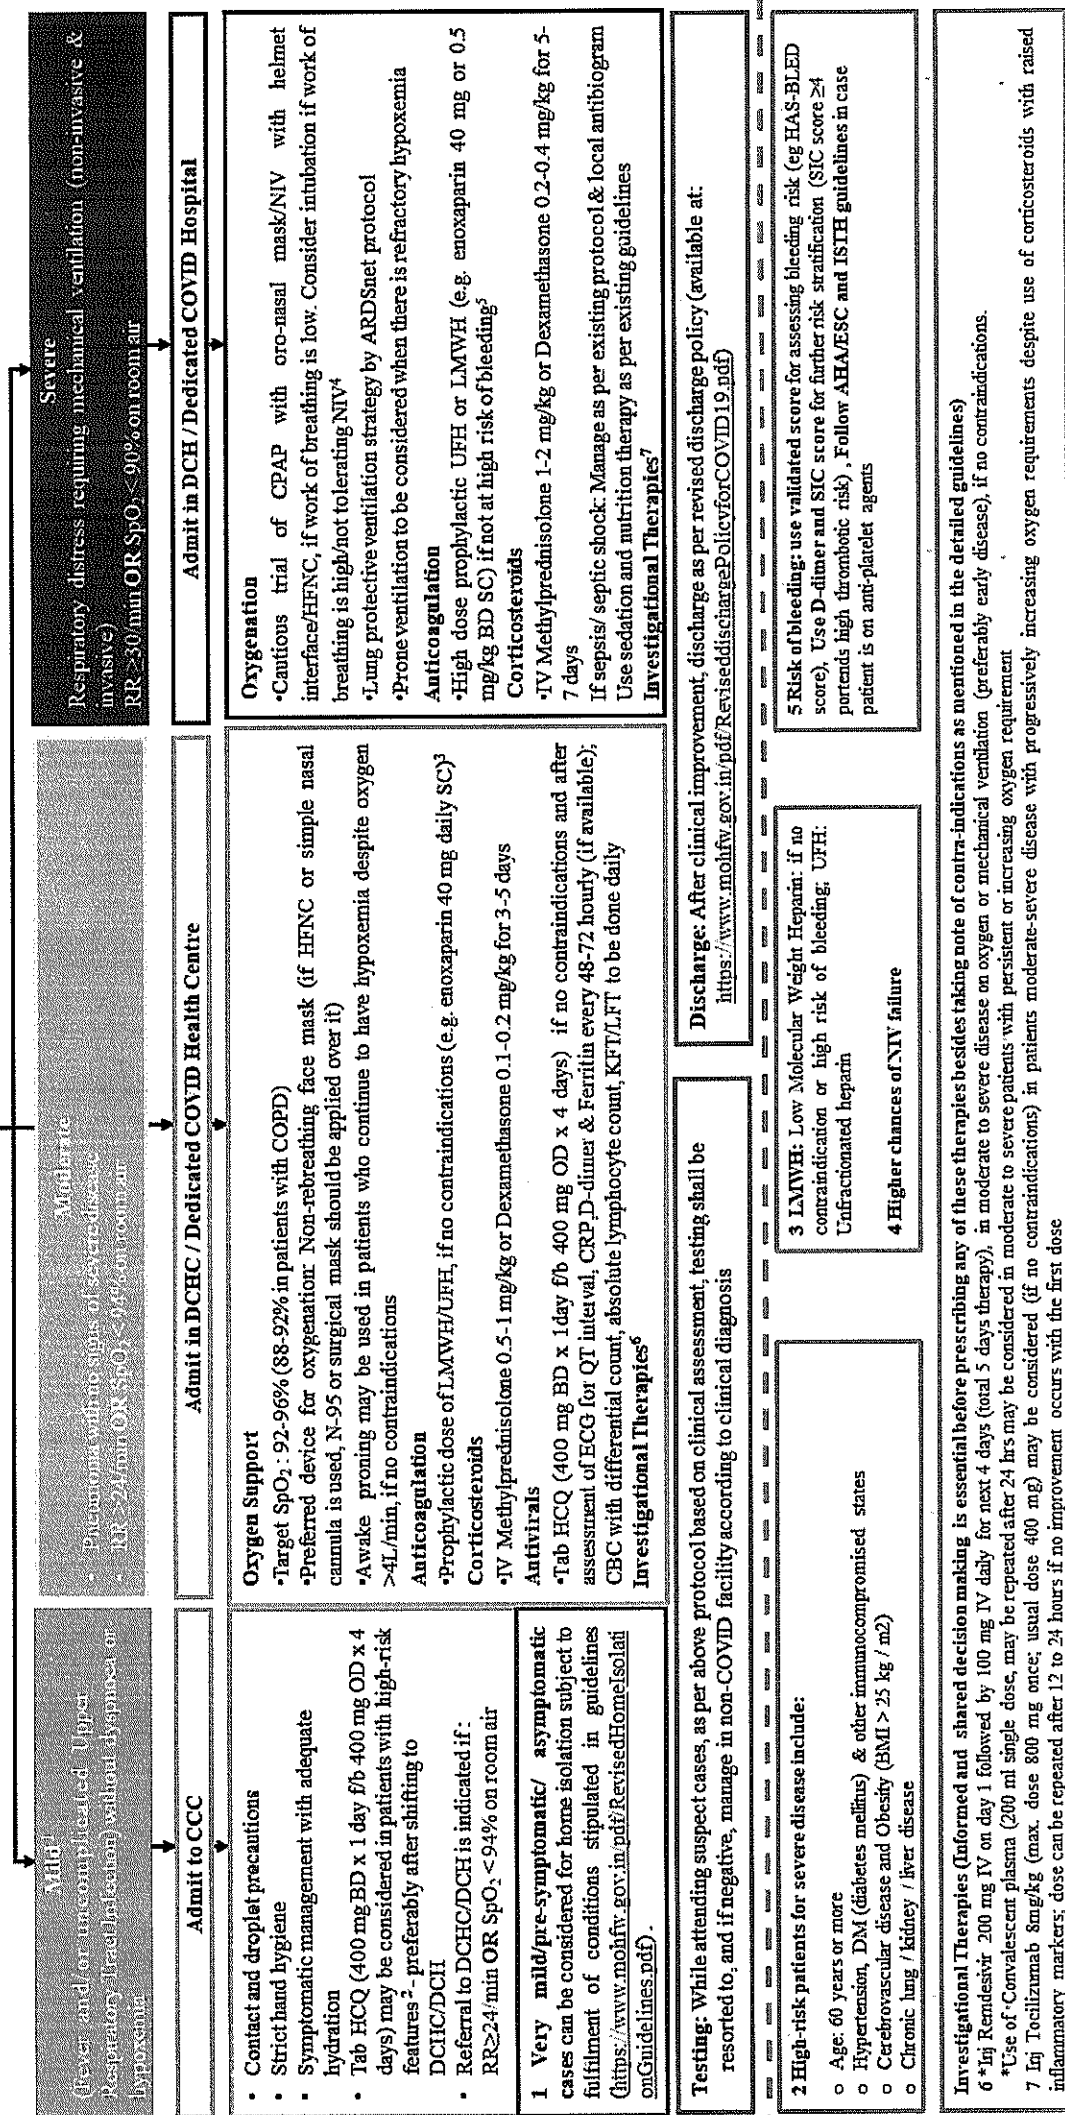 Mild¹
Fever and/or uncomplicated Upper
Respiratory tract infection, without dyspnoea or
hypoxemia
Admit to CCC
• Contact and droplet precautions
• Strict hand hygiene
• Symptomatic management with adequate
hydration
• Tab HCQ (400 mg BD x 1 day f/b 400 mg OD x 4
days) may be considered in patients with high-risk
features² - preferably after shifting to
DCHC/DCH
• Referral to DCHC/DCH is indicated if :
RR≥24/min OR SpO₂ <94% on room air
1 Very mild/pre-symptomatic/ asymptomatic
cases can be considered for home isolation subject to
fulfilment of conditions stipulated in guidelines
(https://www.mohfw.gov.in/pdf/RevisedHomeIsolati
onGuidelines.pdf) .
Moderate
• Pneumonia with no signs of severe disease
• RR ≥24/min OR SpO₂ <94% on room air
Admit in DCHC / Dedicated COVID Health Centre
Oxygen Support
•Target SpO₂ : 92-96% (88-92% in patients with COPD)
•Preferred device for oxygenation: Non-rebreathing face mask (if HFNC or simple nasal
cannula is used, N-95 or surgical mask should be applied over it)
•Awake proning may be used in patients who continue to have hypoxemia despite oxygen
>4L/min, if no contraindications
Anticoagulation
•Prophylactic dose of LMWH/UFH, if no contraindications (e.g. enoxaparin 40 mg daily SC)³
Corticosteroids
•IV Methylprednisolone 0.5-1 mg/kg or Dexamethasone 0.1-0.2 mg/kg for 3-5 days
Antivirals
•Tab HCQ (400 mg BD x 1day f/b 400 mg OD x 4 days) if no contraindications and after
assessment of ECG for QT interval, CRP,D-dimer & Ferritin every 48-72 hourly (if available);
CBC with differential count, absolute lymphocyte count, KFT/LFT to be done daily
Investigational Therapies⁶
Severe
Respiratory distress requiring mechanical ventilation (non-invasive &
invasive)
RR≥30/min OR SpO₂ <90% on room air
Admit in DCH / Dedicated COVID Hospital
Oxygenation
•Cautious trial of CPAP with oro-nasal mask/NIV with helmet
interface/HFNC, if work of breathing is low. Consider intubation if work of
breathing is high/not tolerating NIV⁴
•Lung protective ventilation strategy by ARDSnet protocol
•Prone ventilation to be considered when there is refractory hypoxemia
Anticoagulation
•High dose prophylactic UFH or LMWH (e.g. enoxaparin 40 mg or 0.5
mg/kg BD SC) if not at high risk of bleeding⁵
Corticosteroids
•IV Methylprednisolone 1-2 mg/kg or Dexamethasone 0.2-0.4 mg/kg for 5-
7 days
If sepsis/ septic shock: Manage as per existing protocol & local antibiogram
Use sedation and nutrition therapy as per existing guidelines
Investigational Therapies⁷
Testing: While attending suspect cases, as per above protocol based on clinical assessment, testing shall be
resorted to, and if negative, manage in non-COVID facility according to clinical diagnosis
Discharge: After clinical improvement, discharge as per revised discharge policy (available at:
https://www.mohfw.gov.in/pdf/ReviseddischargePolicyforCOVID19.pdf)
2 High-risk patients for severe disease include:
o Age: 60 years or more
o Hypertension, DM (diabetes mellitus) & other immunocompromised states
o Cerebrovascular disease and Obesity (BMI > 25 kg / m2)
o Chronic lung / kidney / liver disease
3 LMWH: Low Molecular Weight Heparin: if no
contraindication or high risk of bleeding; UFH:
Unfractionated heparin
4 Higher chances of NIV failure
5 Risk of bleeding: use validated score for assessing bleeding risk (eg HAS-BLED
score), Use D-dimer and SIC score for further risk stratification (SIC score ≥4
portends high thrombotic risk) , Follow AHA/ESC and ISTH guidelines in case
patient is on anti-platelet agents
Investigational Therapies (Informed and shared decision making is essential before prescribing any of these therapies besides taking note of contra-indications as mentioned in the detailed guidelines)
6 *Inj Remdesivir 200 mg IV on day 1 followed by 100 mg IV daily for next 4 days (total 5 days therapy), in moderate to severe disease on oxygen or mechanical ventilation (preferably early disease), if no contraindications.
*Use of Convalescent plasma (200 ml single dose, may be repeated after 24 hrs may be considered in moderate to severe patients with persistent or increasing oxygen requirement
7 Inj Tocilizumab 8mg/kg (max. dose 800 mg once; usual dose 400 mg) may be considered (if no contraindications) in patients moderate-severe disease with progressively increasing oxygen requirements despite use of corticosteroids with raised
inflammatory markers; dose can be repeated after 12 to 24 hours if no improvement occurs with the first dose